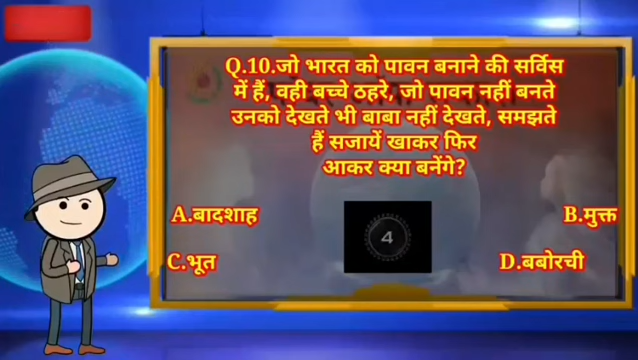 Q.10.जो भारत को पावन बनाने की सर्विस
में हैं, वही बच्चे ठहरे, जो पावन नहीं बनते
उनको देखते भी बाबा नहीं देखते, समझते
हैं सजायें खाकर फिर
आकर क्या बनेंगे?
A.बादशाह
B.मुक्त
4
C.भूत
D.बबोरची